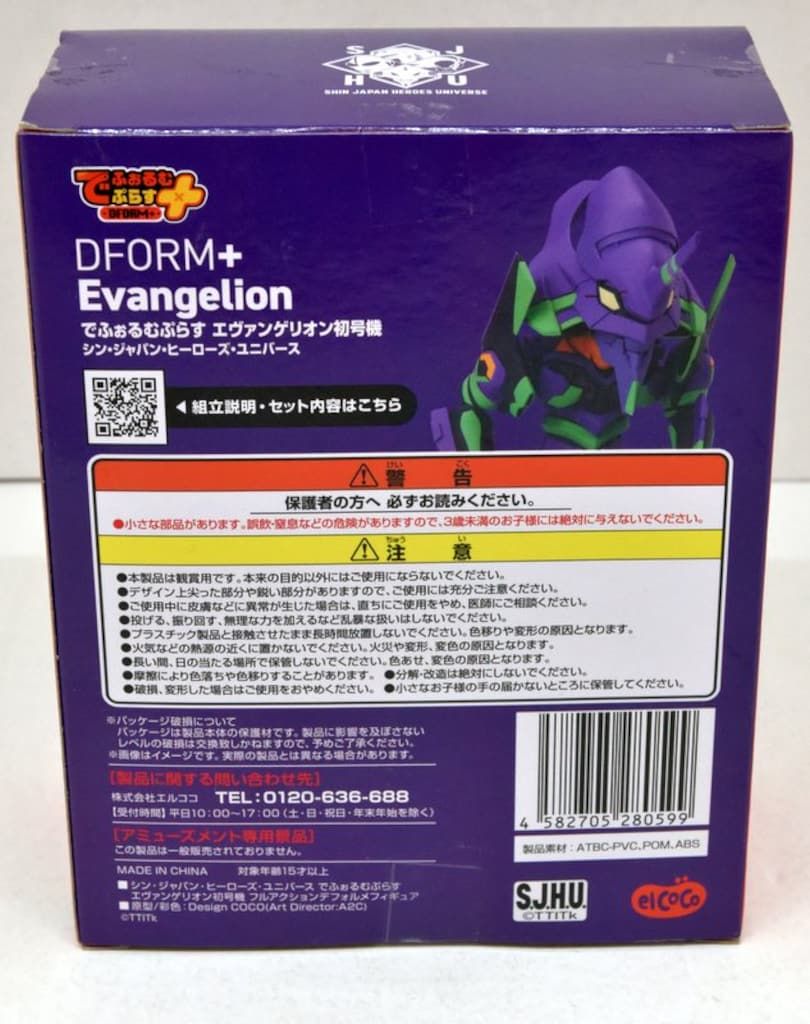 S J
H U
SHIN JAPAN HEROES UNIVERSE
でふぉるむ
ぷらす
DFORM+
DFORM+
Evangelion
でふぉるむぷらす エヴァンゲリオン初号機
シン・ジャパン・ヒーローズ・ユニバース
◀組立説明・セット内容はこちら
けい こく
⚠警 告
保護者の方へ 必ずお読みください。
●小さな部品があります。誤飲・窒息などの危険がありますので、3歳未満のお子様には絶対に与えないでください。
ちゅう い
⚠注 意
●本製品は観賞用です。本来の目的以外にはご使用にならないでください。
●デザイン上尖った部分や鋭い部分がありますので、ご使用には充分ご注意ください。
●ご使用中に皮膚などに異常が生じた場合は、直ちにご使用をやめ、医師にご相談ください。
●投げる、振り回す、無理な力を加えるなど乱暴な扱いはしないでください。
●プラスチック製品と接触させたまま長時間放置しないでください。色移りや変形の原因となります。
●火気などの熱源の近くに置かないでください。火災や変形、変色の原因となります。
●長い間、日の当たる場所で保管しないでください。色あせ、変色の原因となります。
●摩擦により色落ちや色移りすることがあります。 ●分解・改造は絶対にしないでください。
●破損、変形した場合はご使用をおやめください。 ●小さなお子様の手の届かないところに保管してください。
※パッケージ破損について
パッケージは製品本体の保護材です。製品に影響を及ぼさない
レベルの破損は交換致しかねますので、予めご了承ください。
※画像はイメージです。実際の製品とは異なる場合があります。
【製品に関する問い合わせ先】
株式会社エルココ TEL:0120-636-688
【受付時間】平日10:00〜17:00(土・日・祝日・年末年始を除く)
【アミューズメント専用景品】
この製品は一般販売されておりません。
MADE IN CHINA 対象年齢15才以上
■シン・ジャパン・ヒーローズ・ユニバース でふぉるむぷらす
エヴァンゲリオン初号機 フルアクションデフォルメフィギュア
■原型/彩色:Design COCO(Art Director:A2C)
©TTITk
4 582705 280599
製品素材:ATBC-PVC、POM、ABS
S.J.H.U.
©TTITk
elCoCo